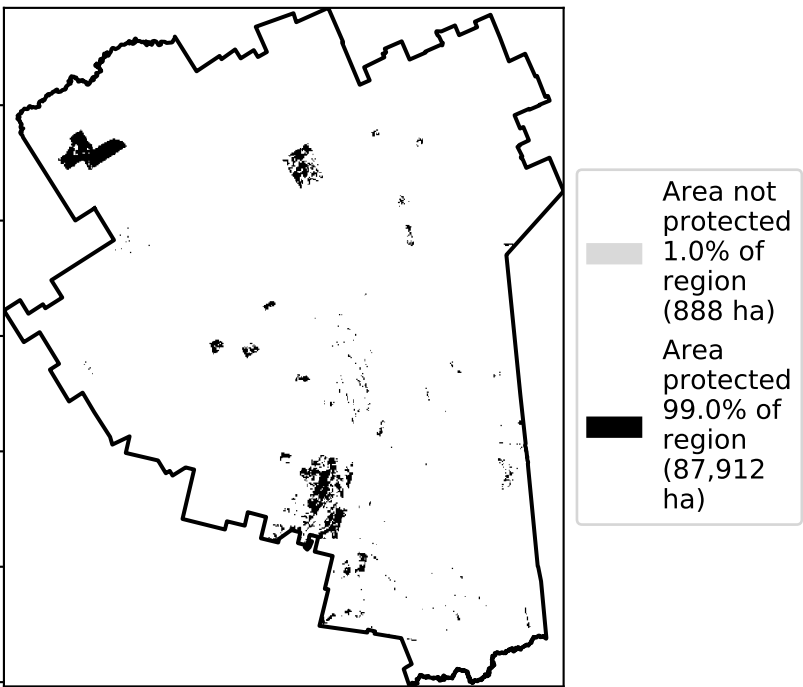 Area not
protected
1.0% of
region
(888 ha)
Area
protected
99.0% of
region
(87,912
ha)